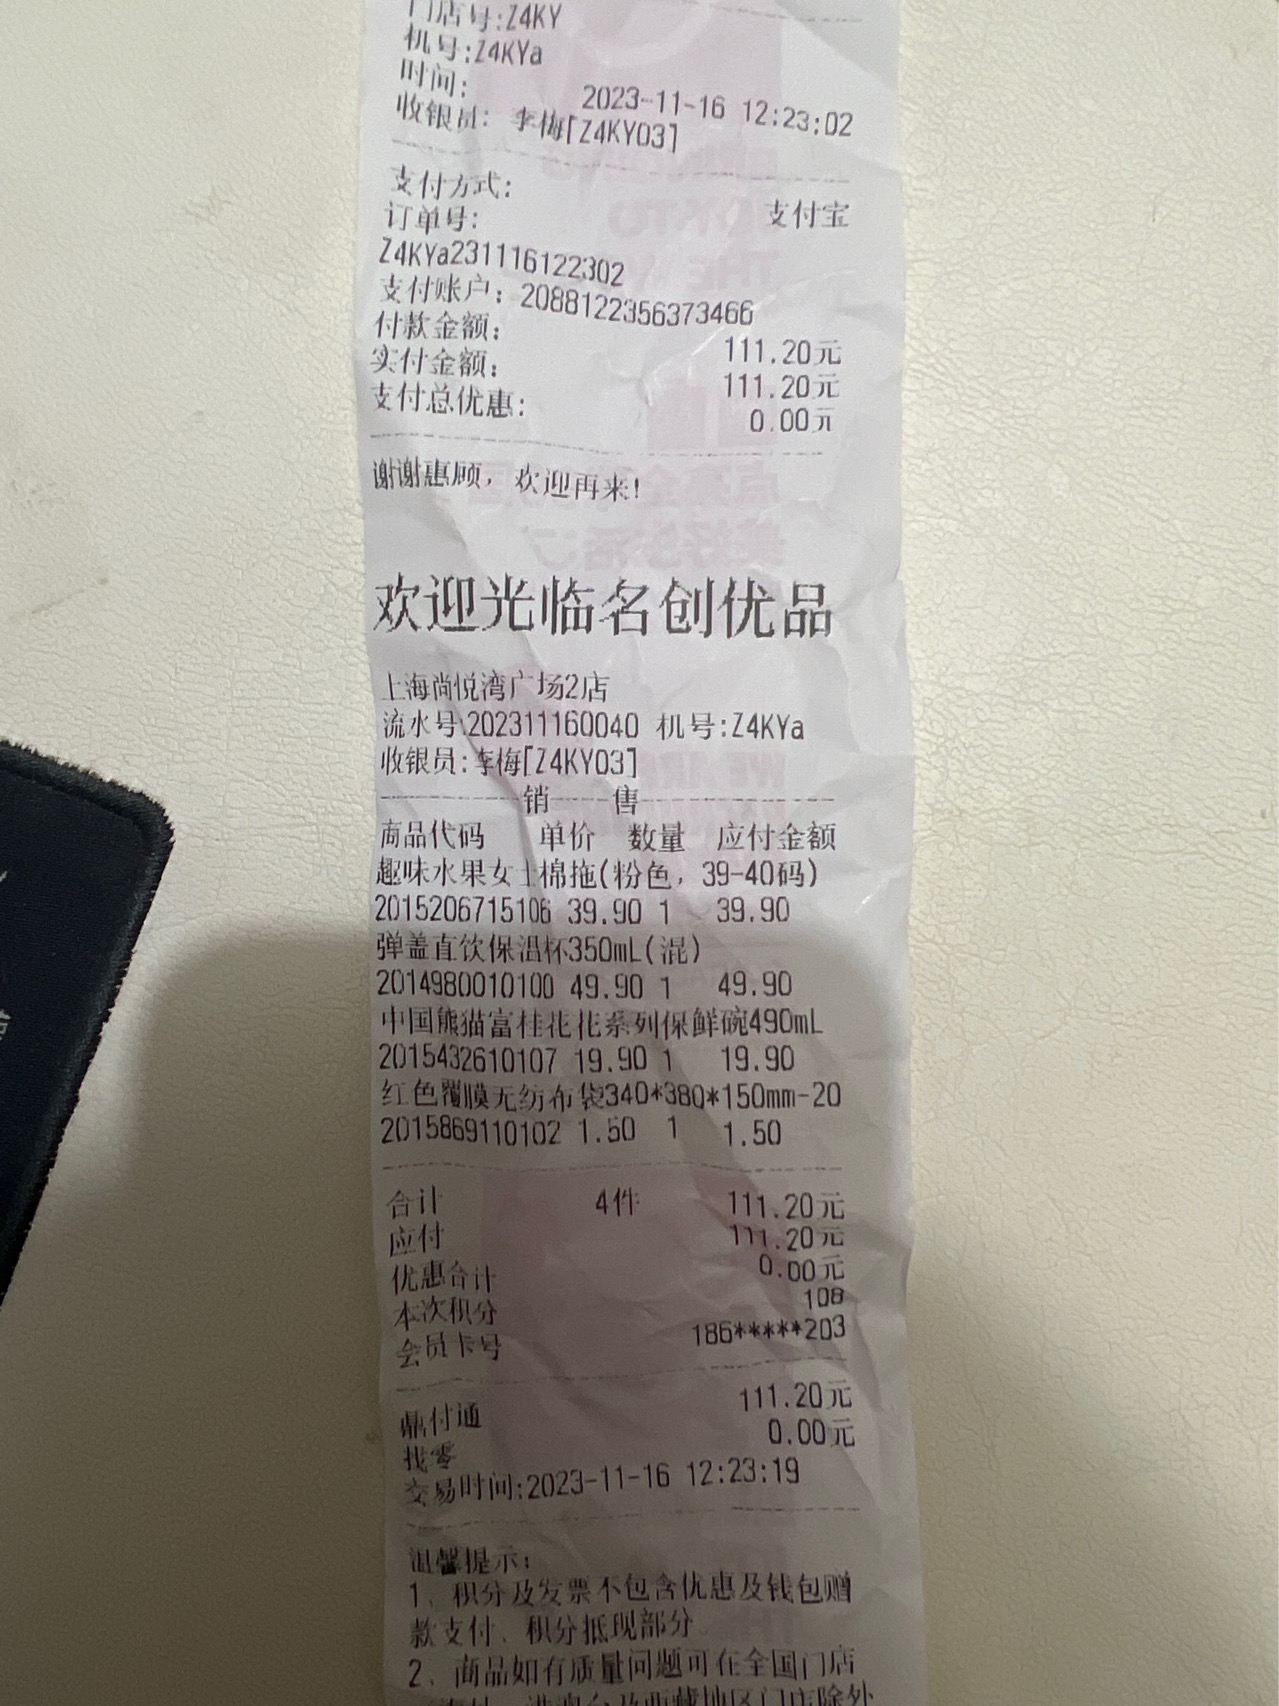 门店号:Z4KY
机号:Z4KYa
时间:
2023-11-16 12:23:02
收银员: 李梅[Z4KY03]
支付方式:
支付宝
订单号:
Z4KYa231116122302
支付账户: 2088122356373466
付款金额:
111.20元
实付金额:
111.20元
支付总优惠:
0.00元
谢谢惠顾, 欢迎再来!
欢迎光临名创优品
上海尚悦湾广场2店
流水号:202311160040 机号:Z4KYa
收银员:李梅[Z4KY03]
销 售
商品代码 单价 数量 应付金额
趣味水果女士棉拖(粉色, 39-40码)
2015206715106 39.90 1 39.90
弹盖直饮保温杯350mL(混)
2014980010100 49.90 1 49.90
中国熊猫富桂花花系列保鲜碗490mL
2015432610107 19.90 1 19.90
红色覆膜无纺布袋340*380*150mm-20
2015869110102 1.50 1 1.50
合计 4件 111.20元
应付 111.20元
优惠合计 0.00元
本次积分 108
会员卡号 186*****203
鼎付通 111.20元
找零 0.00元
交易时间:2023-11-16 12:23:19
温馨提示:
1、积分及发票不包含优惠及钱包赠
款支付、积分抵现部分
2、商品如有质量问题可在全国门店
港澳台及西藏地区门店除外